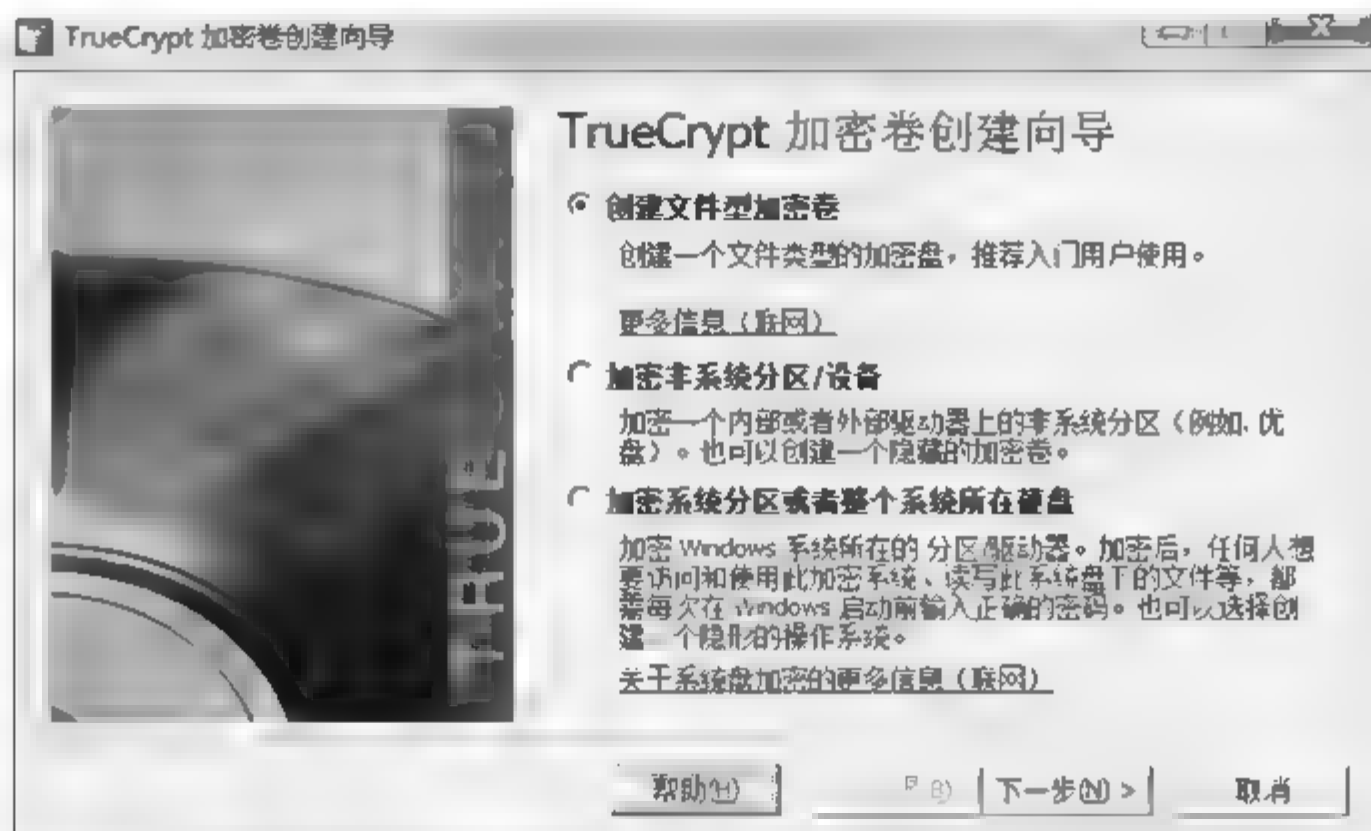 TrueCrypt 加密卷创建向导
TrueCrypt 加密卷创建向导
创建文件型加密卷
创建一个文件类型的加密盘，推荐入门用户使用。
更多信息（联网）
加密非系统分区/设备
加密一个内部或者外部驱动器上的非系统分区（例如，优
盘）。也可以创建一个隐藏的加密卷。
加密系统分区或者整个系统所在硬盘
加密 Windows 系统所在的 分区/驱动器。加密后，任何人想
要访问和使用此加密系统、读写此系统盘下的文件等，都
需每次在 Windows 启动前输入正确的密码。也可以选择创
建一个隐形的操作系统。
关于系统盘加密的更多信息（联网）
TRUE
帮助(H)
下一步(N) >
取消